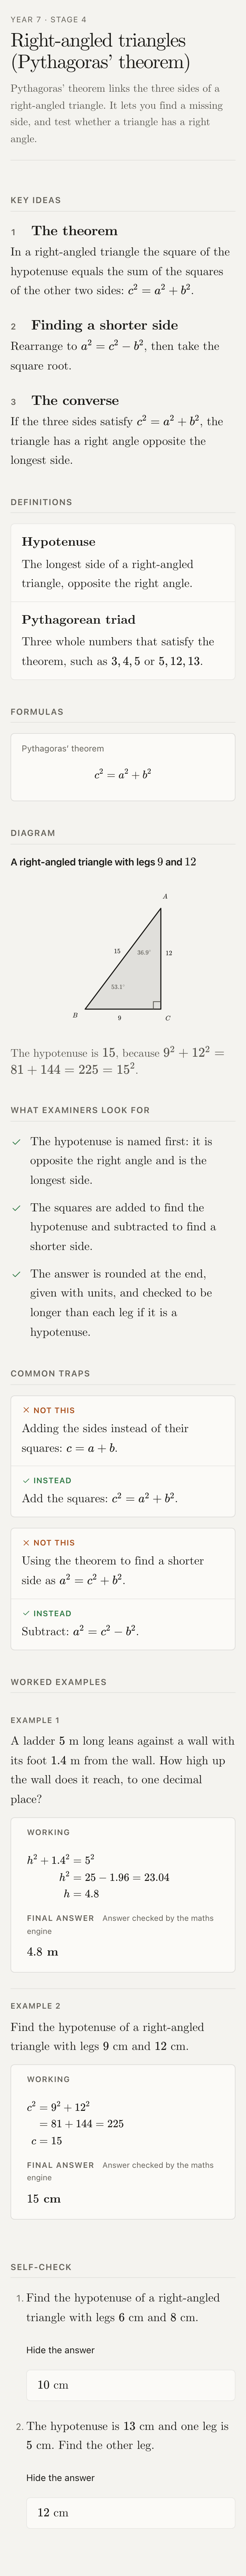 YEAR 7 · STAGE 4
Right-angled triangles
(Pythagoras' theorem)
Pythagoras' theorem links the three sides of a
right-angled triangle. It lets you find a missing
side, and test whether a triangle has a right
angle.
KEY IDEAS
1 The theorem
In a right-angled triangle the square of the
hypotenuse equals the sum of the squares
of the other two sides: c² = a² + b².
2 Finding a shorter side
Rearrange to a² = c² − b², then take the
square root.
3 The converse
If the three sides satisfy c² = a² + b², the
triangle has a right angle opposite the
longest side.
DEFINITIONS
Hypotenuse
The longest side of a right-angled
triangle, opposite the right angle.
Pythagorean triad
Three whole numbers that satisfy the
theorem, such as 3, 4, 5 or 5, 12, 13.
FORMULAS
Pythagoras' theorem
c² = a² + b²
DIAGRAM
A right-angled triangle with legs 9 and 12
A
15 36.9° 12
53.1°
B 9 C
The hypotenuse is 15, because 9² + 12² =
81 + 144 = 225 = 15².
WHAT EXAMINERS LOOK FOR
✓ The hypotenuse is named first: it is
opposite the right angle and is the
longest side.
✓ The squares are added to find the
hypotenuse and subtracted to find a
shorter side.
✓ The answer is rounded at the end,
given with units, and checked to be
longer than each leg if it is a
hypotenuse.
COMMON TRAPS
✕ NOT THIS
Adding the sides instead of their
squares: c = a + b.
✓ INSTEAD
Add the squares: c² = a² + b².
✕ NOT THIS
Using the theorem to find a shorter
side as a² = c² + b².
✓ INSTEAD
Subtract: a² = c² − b².
WORKED EXAMPLES
EXAMPLE 1
A ladder 5 m long leans against a wall with
its foot 1.4 m from the wall. How high up
the wall does it reach, to one decimal
place?
WORKING
h² + 1.4² = 5²
h² = 25 − 1.96 = 23.04
h = 4.8
FINAL ANSWER Answer checked by the maths
engine
4.8 m
EXAMPLE 2
Find the hypotenuse of a right-angled
triangle with legs 9 cm and 12 cm.
WORKING
c² = 9² + 12²
= 81 + 144 = 225
c = 15
FINAL ANSWER Answer checked by the maths
engine
15 cm
SELF-CHECK
1. Find the hypotenuse of a right-angled
triangle with legs 6 cm and 8 cm.
Hide the answer
10 cm
2. The hypotenuse is 13 cm and one leg is
5 cm. Find the other leg.
Hide the answer
12 cm